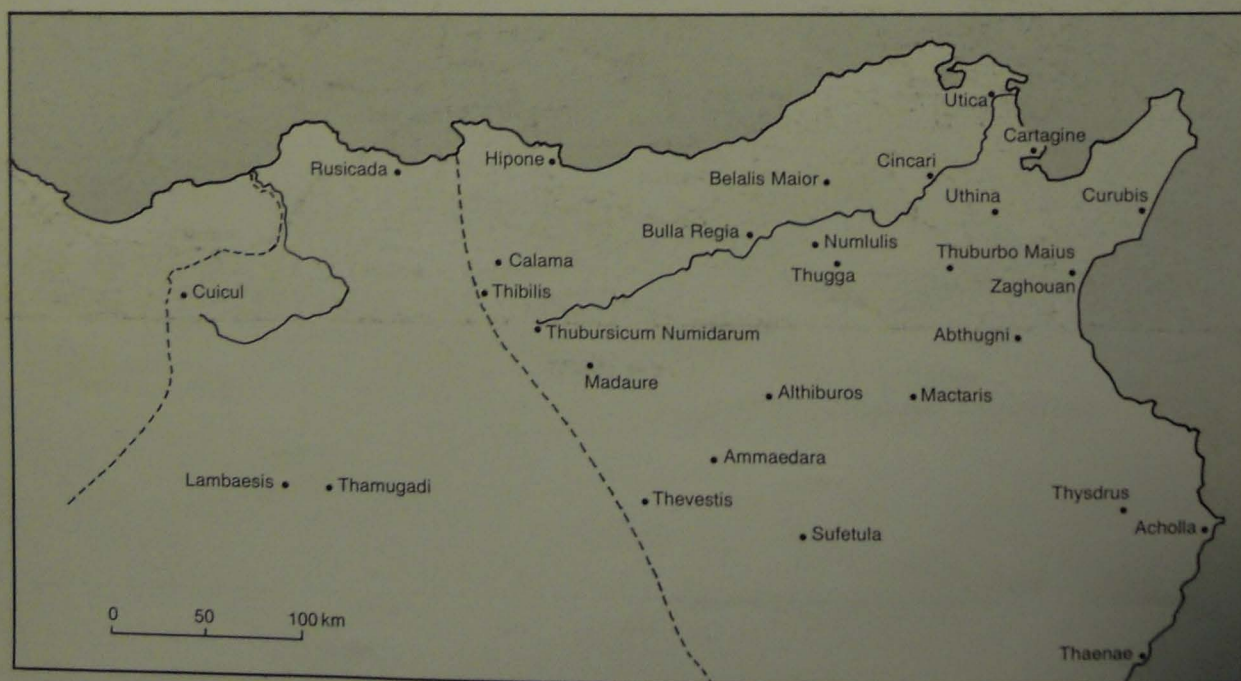 Utica
Cartagine
Rusicada
Hipone
Cincari
Belalis Maior
Uthina
Curubis
Bulla Regia
Numlulis
Thuburbo Maius
Thugga
Zaghouan
Calama
Cuicul
Thibilis
Thubursicum Numidarum
Abthugni
Madaure
Althiburos
Mactaris
Ammaedara
Lambaesis
Thamugadi
Thevestis
Thysdrus
Acholla
Sufetula
0 50 100 km
Thaenae